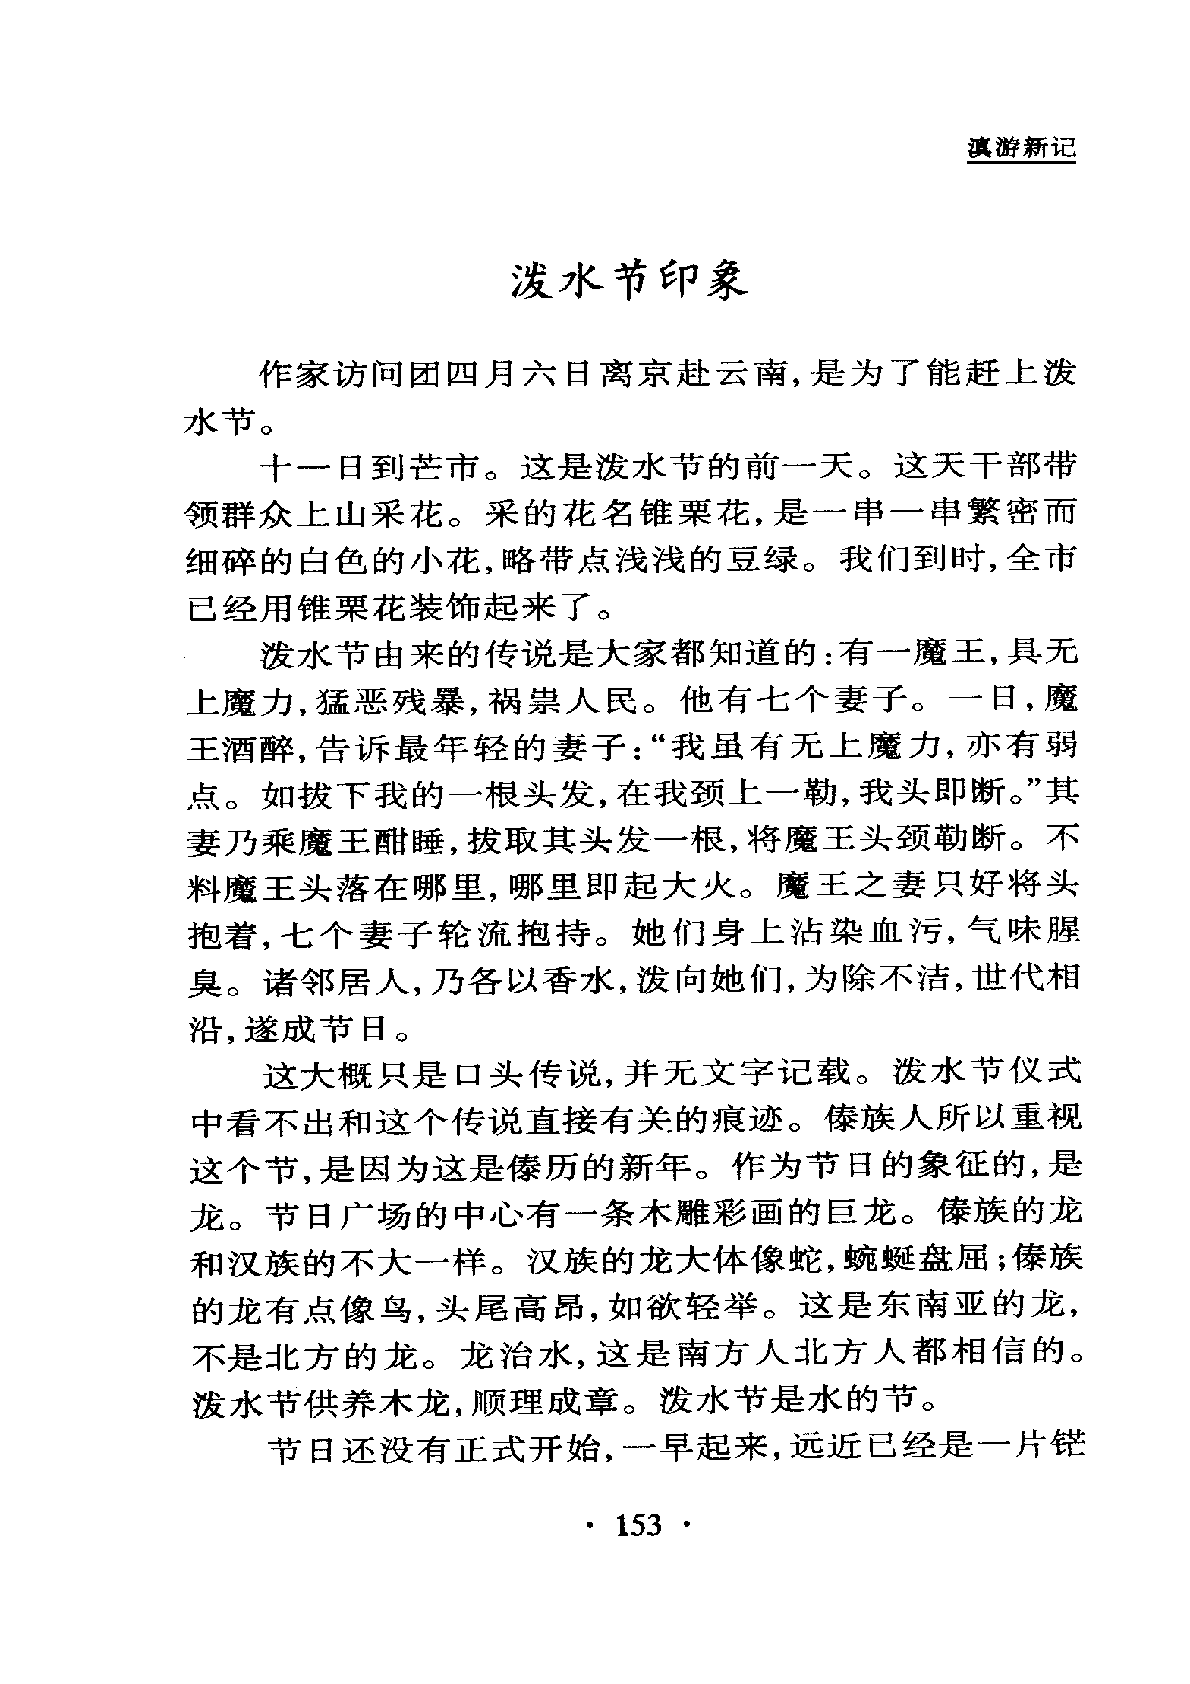 滇游新记
泼水节印象
作家访问团四月六日离京赴云南,是为了能赶上泼
水节。
十一日到芒市。这是泼水节的前一天。这天干部带
领群众上山采花。采的花名锥栗花,是一串一串繁密而
细碎的白色的小花,略带点浅浅的豆绿。我们到时,全市
已经用锥栗花装饰起来了。
泼水节由来的传说是大家都知道的:有一魔王,具无
上魔力,猛恶残暴,祸祟人民。他有七个妻子。一日,魔
王酒醉,告诉最年轻的妻子:“我虽有无上魔力,亦有弱
点。如拔下我的一根头发,在我颈上一勒,我头即断。”其
妻乃乘魔王酣睡,拔取其头发一根,将魔王头颈勒断。不
料魔王头落在哪里,哪里即起大火。魔王之妻只好将头
抱着,七个妻子轮流抱持。她们身上沾染血污,气味腥
臭。诸邻居人,乃各以香水,泼向她们,为除不洁,世代相
沿,遂成节日。
这大概只是口头传说,并无文字记载。泼水节仪式
中看不出和这个传说直接有关的痕迹。傣族人所以重视
这个节,是因为这是傣历的新年。作为节日的象征的,是
龙。节日广场的中心有一条木雕彩画的巨龙。傣族的龙
和汉族的不大一样。汉族的龙大体像蛇,蜿蜒盘屈;傣族
的龙有点像鸟,头尾高昂,如欲轻举。这是东南亚的龙,
不是北方的龙。龙治水,这是南方人北方人都相信的。
泼水节供养木龙,顺理成章。泼水节是水的节。
节日还没有正式开始,一早起来,远近已经是一片铓
· 153 ·